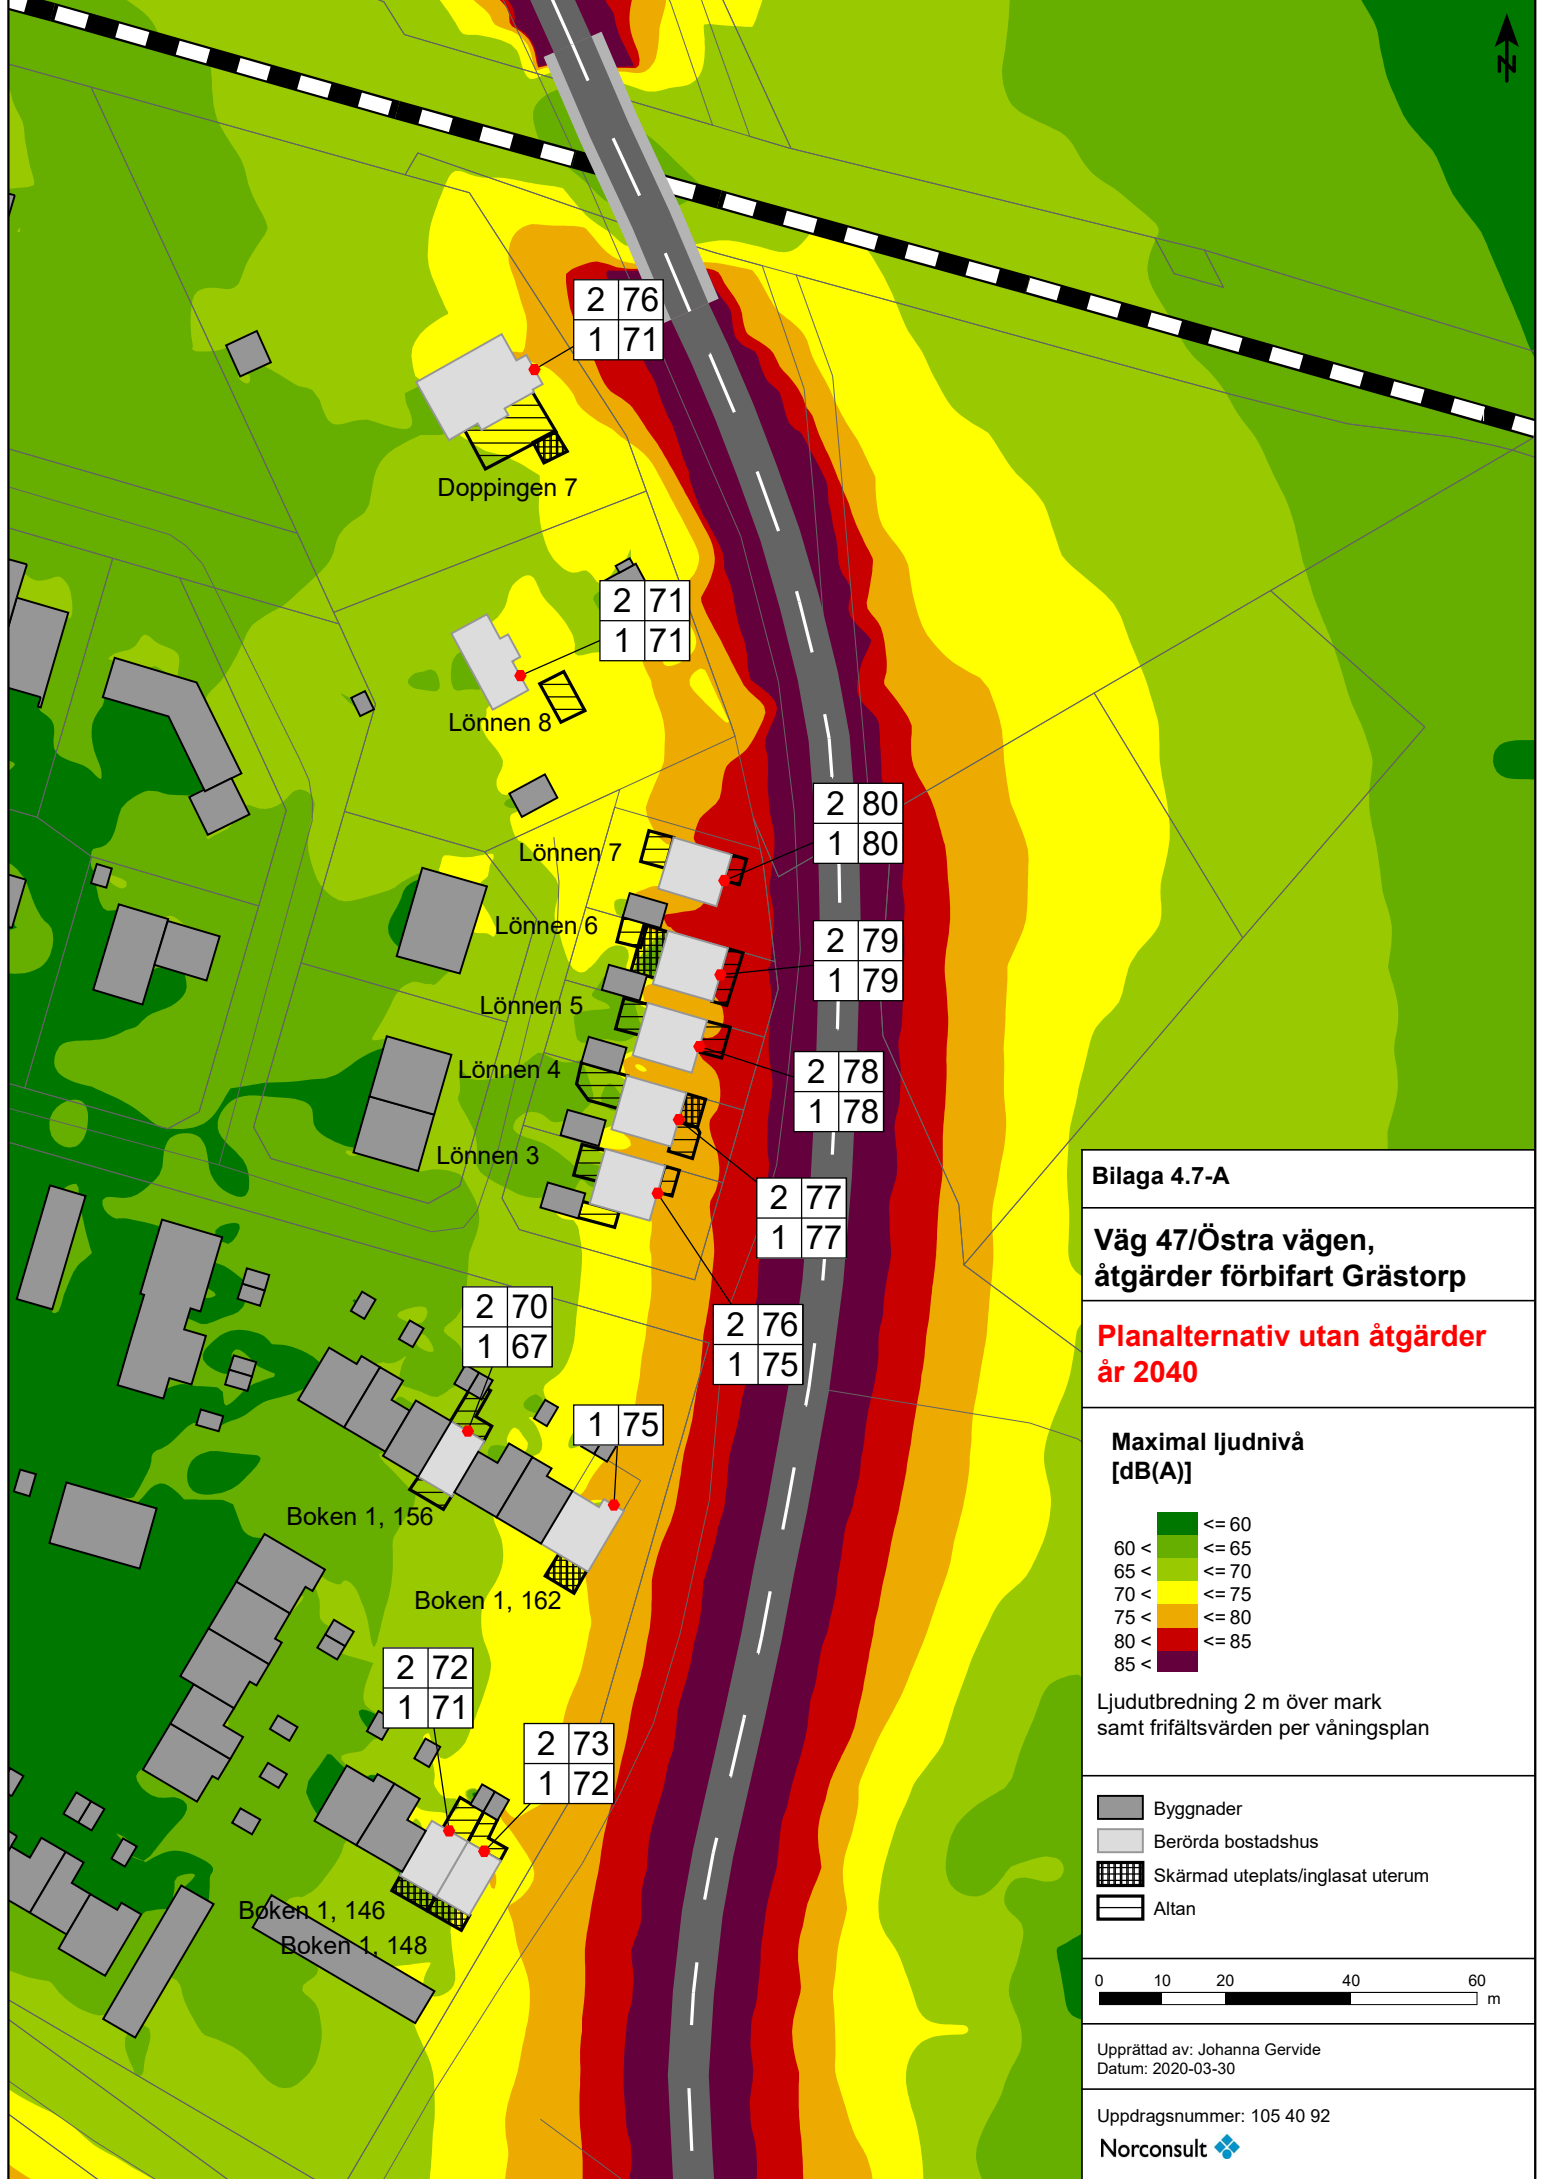 N
2 76
1 71
Doppingen 7
2 71
1 71
Lönnen 8
2 80
1 80
Lönnen 7
Lönnen 6
2 79
1 79
Lönnen 5
2 78
1 78
Lönnen 4
Lönnen 3
2 77
1 77
2 76
1 75
2 70
1 67
1 75
Boken 1, 156
Boken 1, 162
2 72
1 71
2 73
1 72
Boken 1, 146
Boken 1, 148
Bilaga 4.7-A
Väg 47/Östra vägen,
åtgärder förbifart Grästorp
Planalternativ utan åtgärder
år 2040
Maximal ljudnivå
[dB(A)]
<= 60
60 < <= 65
65 < <= 70
70 < <= 75
75 < <= 80
80 < <= 85
85 <
Ljudutbredning 2 m över mark
samt frifältsvärden per våningsplan
Byggnader
Berörda bostadshus
Skärmad uteplats/inglasat uterum
Altan
0 10 20 40 60
m
Upprättad av: Johanna Gervide
Datum: 2020-03-30
Uppdragsnummer: 105 40 92
Norconsult